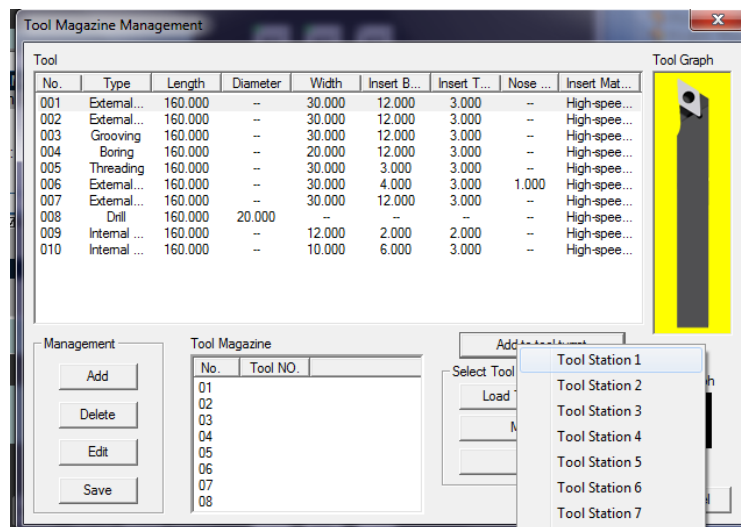 Tool Magazine Management
Tool
Tool Graph
No. Type Length Diameter Width Insert B... Insert T... Nose ... Insert Mat...
001 External... 160.000 -- 30.000 12.000 3.000 -- High-spee...
002 External... 160.000 -- 30.000 12.000 3.000 -- High-spee...
003 Grooving 160.000 -- 30.000 12.000 3.000 -- High-spee...
004 Boring 160.000 -- 20.000 12.000 3.000 -- High-spee...
005 Threading 160.000 -- 30.000 3.000 3.000 -- High-spee...
006 External... 160.000 -- 30.000 4.000 3.000 1.000 High-spee...
007 External... 160.000 -- 30.000 12.000 3.000 -- High-spee...
008 Drill 160.000 20.000 -- -- -- -- High-spee...
009 Internal ... 160.000 -- 12.000 2.000 2.000 -- High-spee...
010 Internal ... 160.000 -- 10.000 6.000 3.000 -- High-spee...
Management
Add
Delete
Edit
Save
Tool Magazine
No. Tool NO.
01
02
03
04
05
06
07
08
Add to tool turret
Select Tool
Load
Tool Station 1
Tool Station 2
Tool Station 3
Tool Station 4
Tool Station 5
Tool Station 6
Tool Station 7